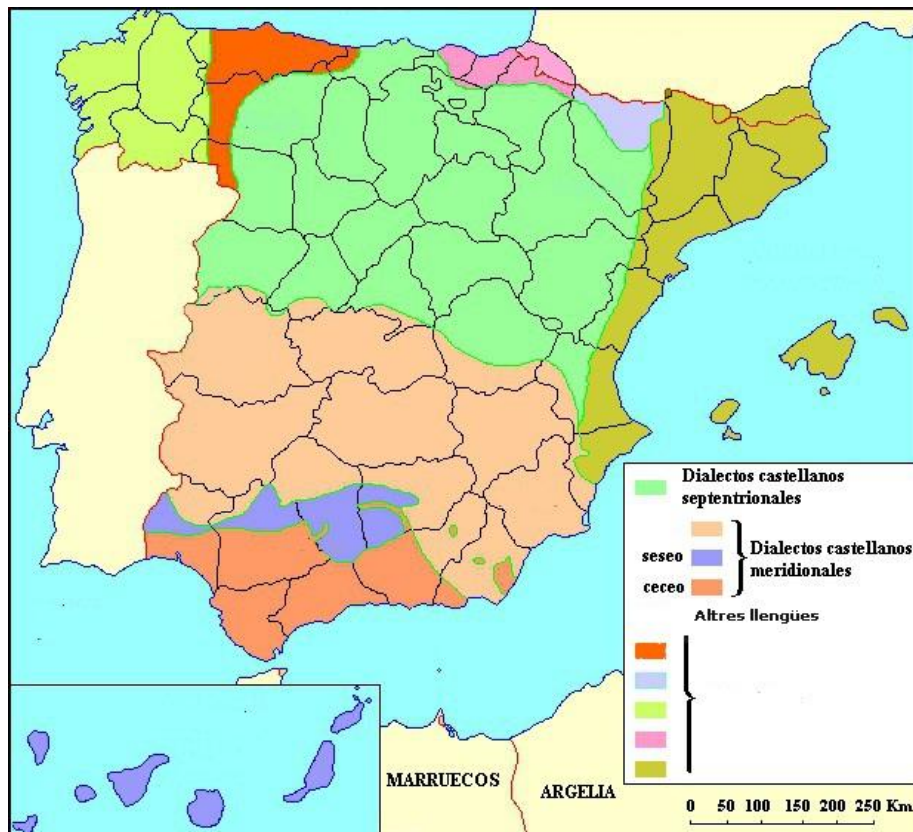 Dialectos castellanos
septentrionales
seseo
Dialectos castellanos
meridionales
ceceo
Altres llengües
MARRUECOS
ARGELIA
0 50 100 150 200 250 Km